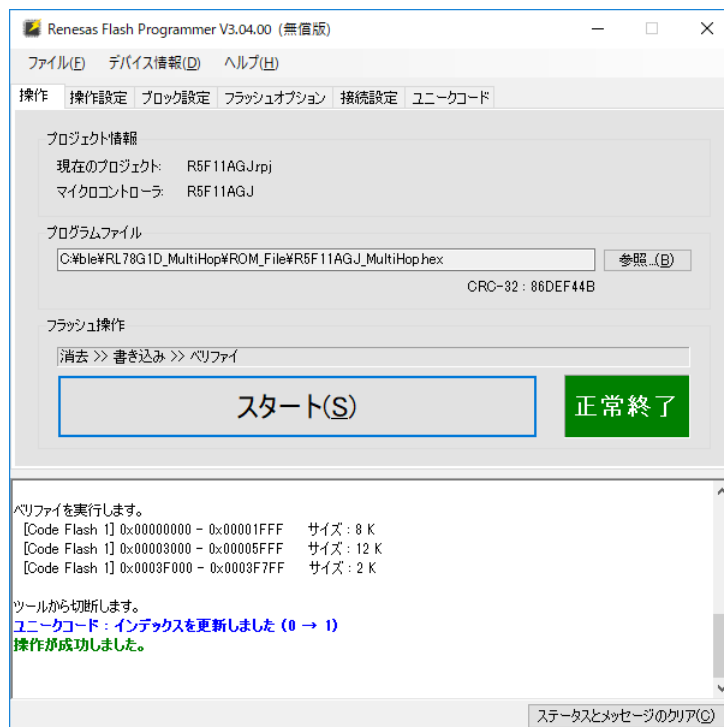 Renesas Flash Programmer V3.04.00 (無償版)
ファイル(F) デバイス情報(D) ヘルプ(H)
操作 操作設定 ブロック設定 フラッシュオプション 接続設定 ユニークコード
プロジェクト情報
現在のプロジェクト: R5F11AGJ.rpj
マイクロコントローラ: R5F11AGJ
プログラムファイル
C:¥ble¥RL78G1D_MultiHop¥ROM_File¥R5F11AGJ_MultiHop.hex 参照...(B)
CRC-32 : 86DEF44B
フラッシュ操作
消去 >> 書き込み >> ベリファイ
スタート(S) 正常終了
ベリファイを実行します。
[Code Flash 1] 0x00000000 - 0x00001FFF サイズ : 8 K
[Code Flash 1] 0x00003000 - 0x00005FFF サイズ : 12 K
[Code Flash 1] 0x0003F000 - 0x0003F7FF サイズ : 2 K
ツールから切断します。
ユニークコード : インデックスを更新しました (0 → 1)
操作が成功しました。
ステータスとメッセージのクリア(C)